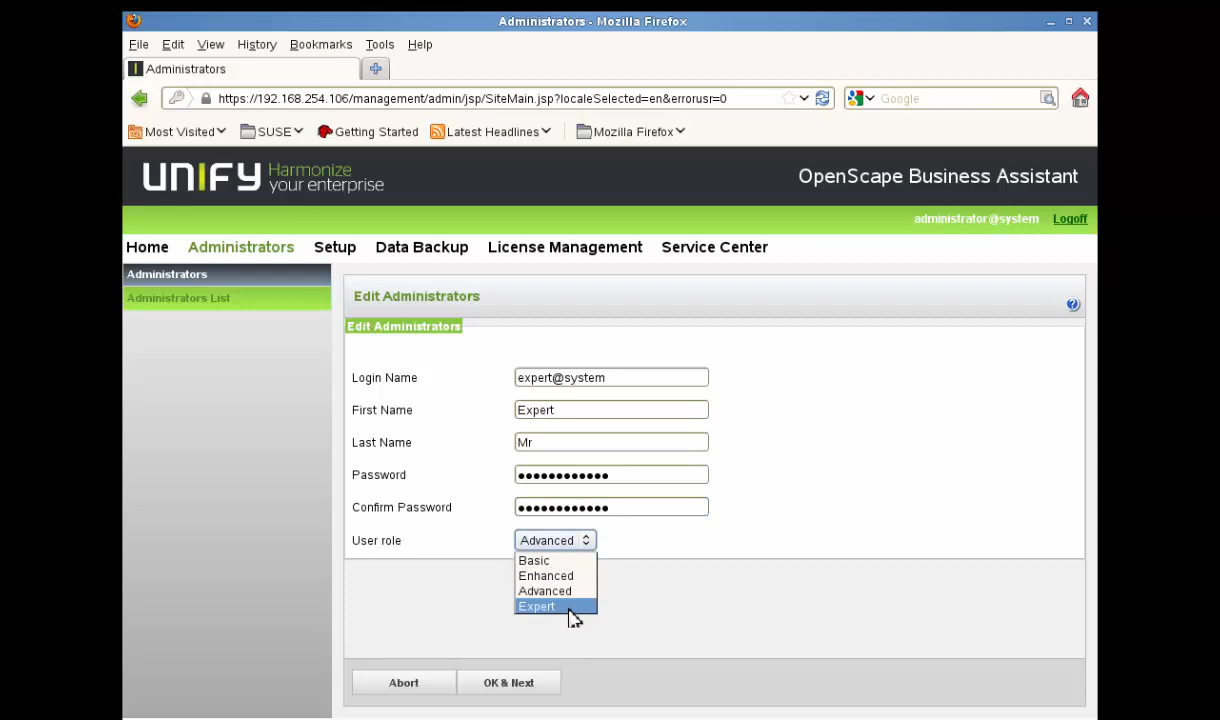 Administrators - Mozilla Firefox
File Edit View History Bookmarks Tools Help
Administrators
https://192.168.254.106/management/admin/jsp/SiteMain.jsp?localeSelected=en&errorusr=0 Google
Most Visited SUSE Getting Started Latest Headlines Mozilla Firefox
UNIFY Harmonize your enterprise OpenScape Business Assistant
administrator@system Logoff
Home Administrators Setup Data Backup License Management Service Center
Administrators
Administrators List
Edit Administrators
Edit Administrators
Login Name expert@system
First Name Expert
Last Name Mr
Password ••••••••••••
Confirm Password ••••••••••••
User role Advanced
Basic
Enhanced
Advanced
Expert
Abort OK & Next